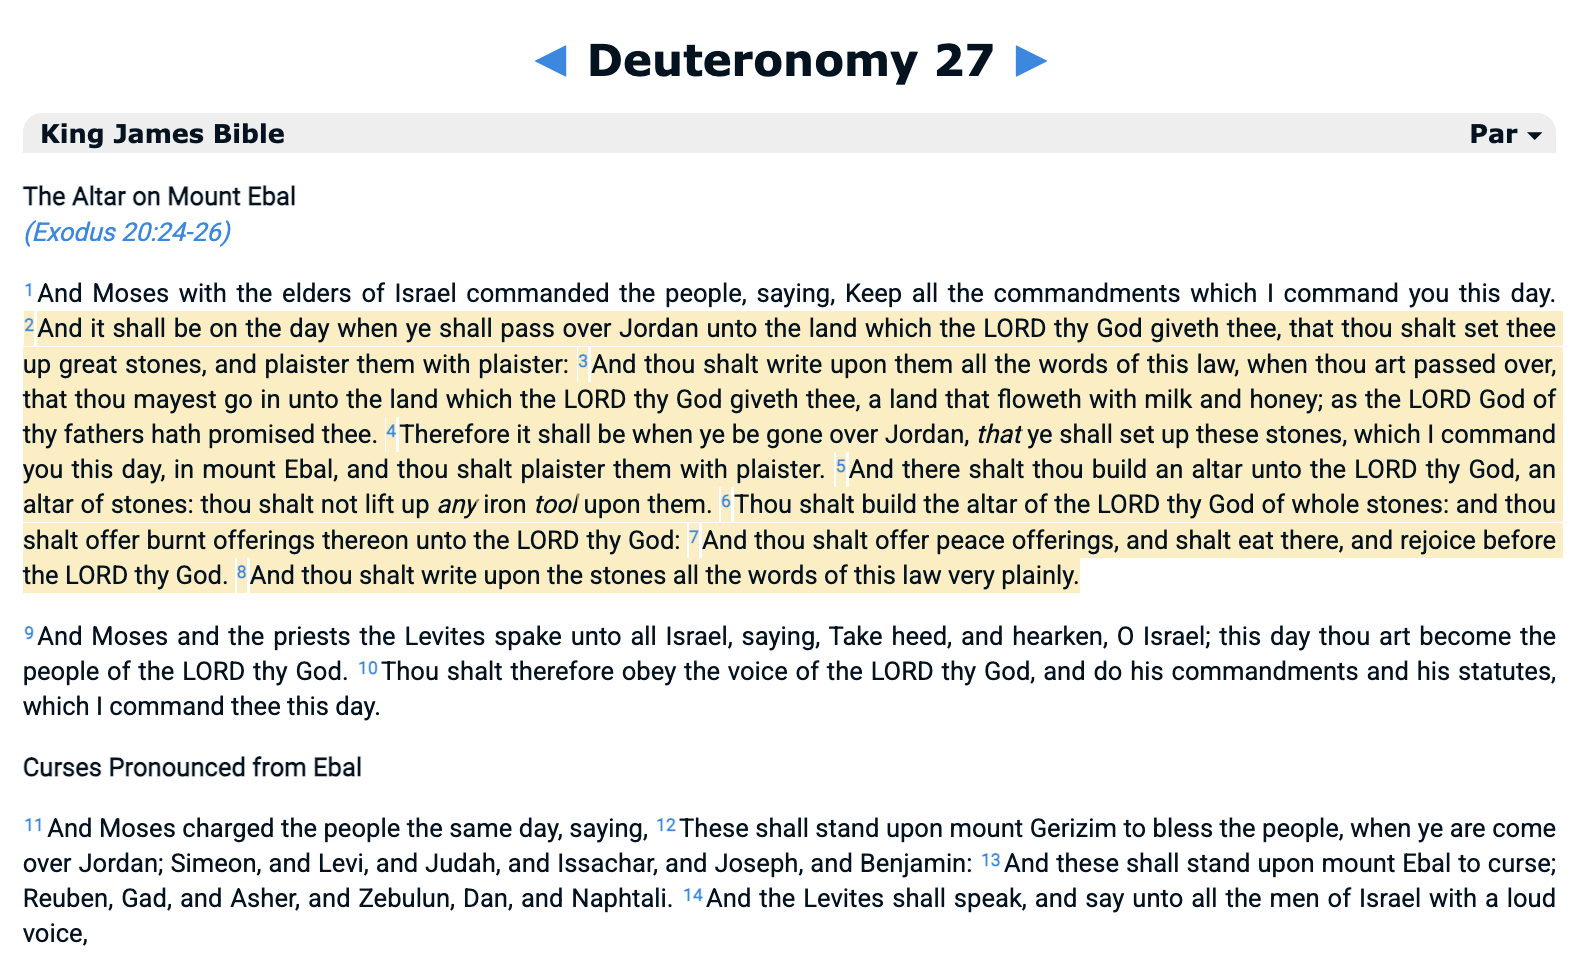 ◀ Deuteronomy 27 ▶
King James Bible Par ▾
The Altar on Mount Ebal
(Exodus 20:24-26)
1 And Moses with the elders of Israel commanded the people, saying, Keep all the commandments which I command you this day.
2 And it shall be on the day when ye shall pass over Jordan unto the land which the LORD thy God giveth thee, that thou shalt set thee
up great stones, and plaister them with plaister: 3 And thou shalt write upon them all the words of this law, when thou art passed over,
that thou mayest go in unto the land which the LORD thy God giveth thee, a land that floweth with milk and honey; as the LORD God of
thy fathers hath promised thee. 4 Therefore it shall be when ye be gone over Jordan, that ye shall set up these stones, which I command
you this day, in mount Ebal, and thou shalt plaister them with plaister. 5 And there shalt thou build an altar unto the LORD thy God, an
altar of stones: thou shalt not lift up any iron tool upon them. 6 Thou shalt build the altar of the LORD thy God of whole stones: and thou
shalt offer burnt offerings thereon unto the LORD thy God: 7 And thou shalt offer peace offerings, and shalt eat there, and rejoice before
the LORD thy God. 8. And thou shalt write upon the stones all the words of this law very plainly.
9 And Moses and the priests the Levites spake unto all Israel, saying, Take heed, and hearken, O Israel; this day thou art become the
people of the LORD thy God. 10 Thou shalt therefore obey the voice of the LORD thy God, and do his commandments and his statutes,
which I command thee this day.
Curses Pronounced from Ebal
11 And Moses charged the people the same day, saying, 12 These shall stand upon mount Gerizim to bless the people, when ye are come
over Jordan; Simeon, and Levi, and Judah, and Issachar, and Joseph, and Benjamin: 13 And these shall stand upon mount Ebal to curse;
Reuben, Gad, and Asher, and Zebulun, Dan, and Naphtali. 14 And the Levites shall speak, and say unto all the men of Israel with a loud
voice,